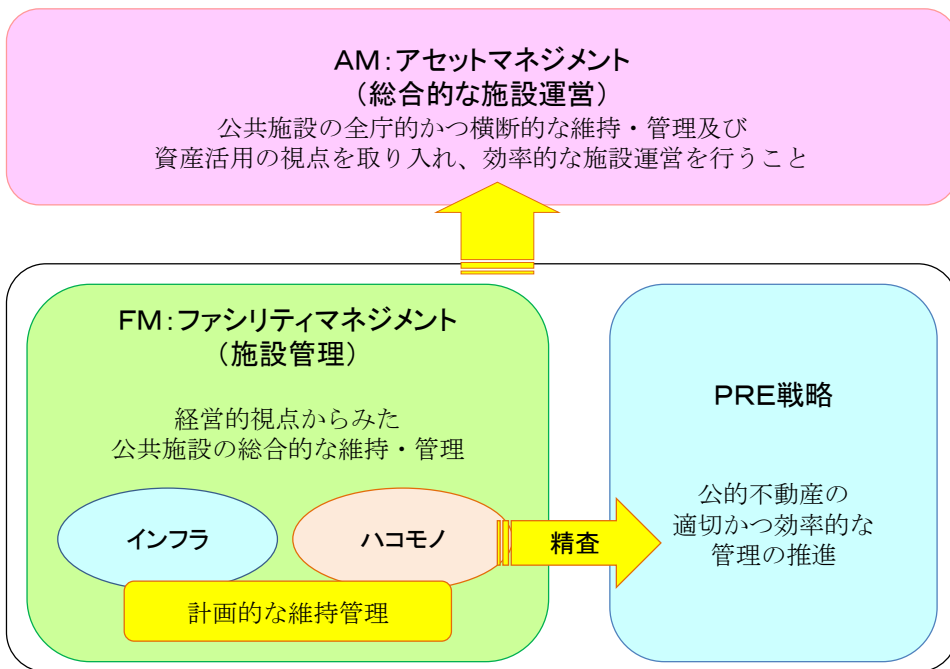 AM：アセットマネジメント
（総合的な施設運営）
公共施設の全庁的かつ横断的な維持・管理及び
資産活用の視点を取り入れ、効率的な施設運営を行うこと
FM：ファシリティマネジメント
（施設管理）
経営的視点からみた
公共施設の総合的な維持・管理
インフラ
ハコモノ
計画的な維持管理
精査
PRE戦略
公的不動産の
適切かつ効率的な
管理の推進